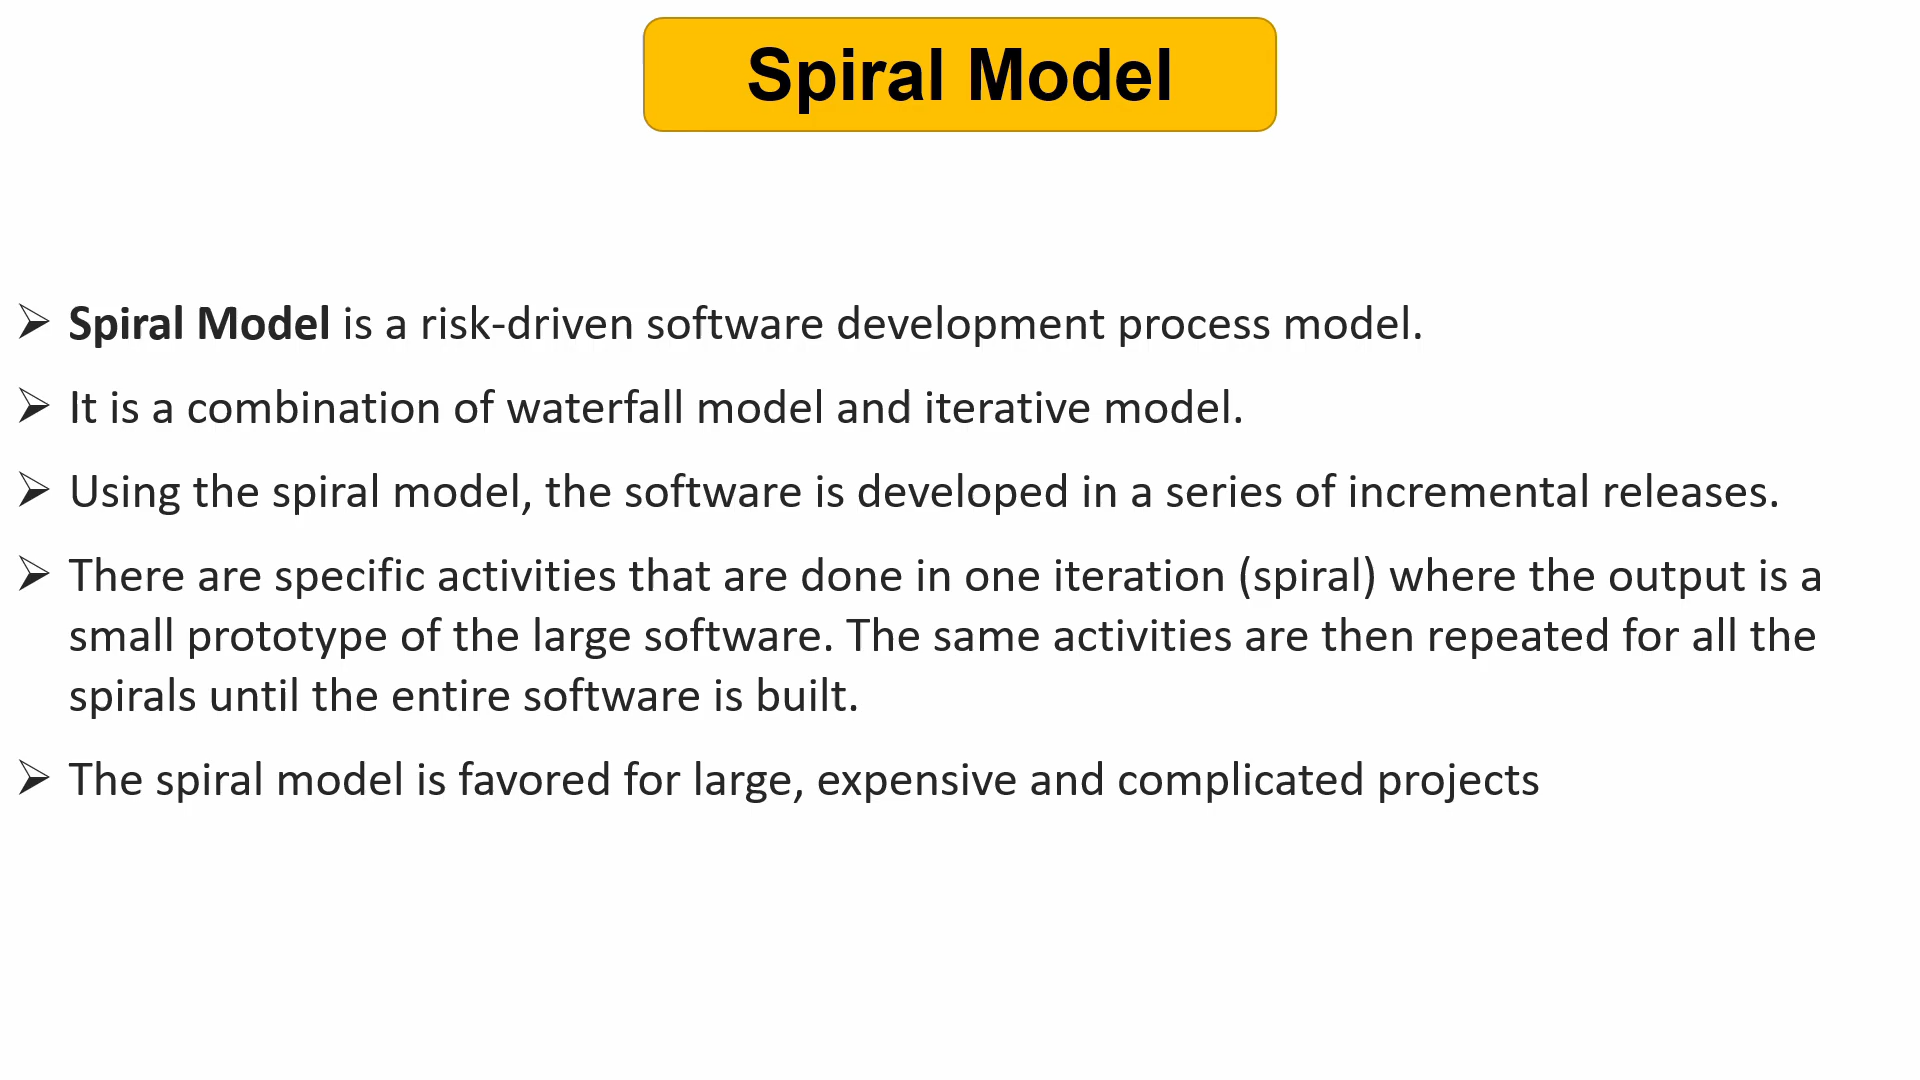 Spiral Model
➢ Spiral Model is a risk-driven software development process model.
➢ It is a combination of waterfall model and iterative model.
➢ Using the spiral model, the software is developed in a series of incremental releases.
➢ There are specific activities that are done in one iteration (spiral) where the output is a
small prototype of the large software. The same activities are then repeated for all the
spirals until the entire software is built.
➢ The spiral model is favored for large, expensive and complicated projects